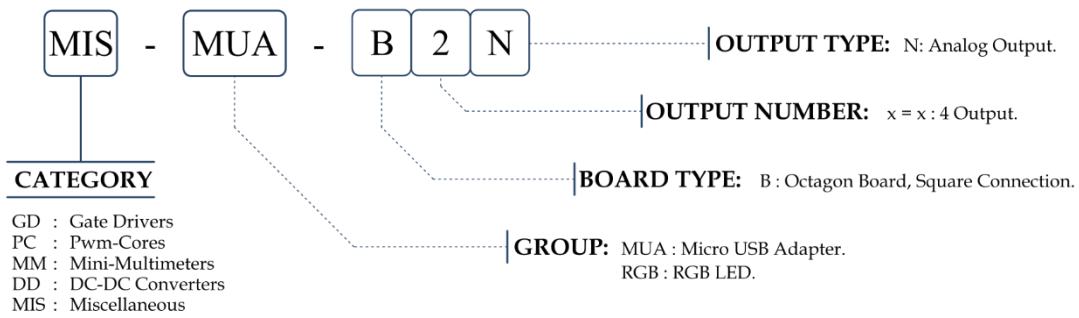 MIS - MUA - B 2 N
OUTPUT TYPE: N: Analog Output.
OUTPUT NUMBER: x = x : 4 Output.
BOARD TYPE: B : Octagon Board, Square Connection.
GROUP: MUA : Micro USB Adapter.
RGB : RGB LED.
CATEGORY
GD : Gate Drivers
PC : Pwm-Cores
MM : Mini-Multimeters
DD : DC-DC Converters
MIS : Miscellaneous